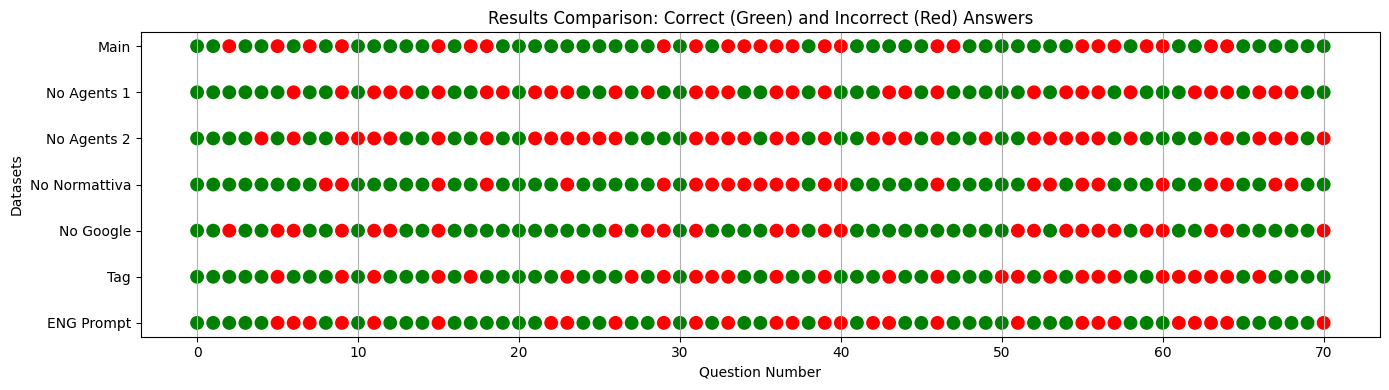 Results Comparison: Correct (Green) and Incorrect (Red) Answers
Datasets
Main
No Agents 1
No Agents 2
No Normattiva
No Google
Tag
ENG Prompt
0 10 20 30 40 50 60 70
Question Number